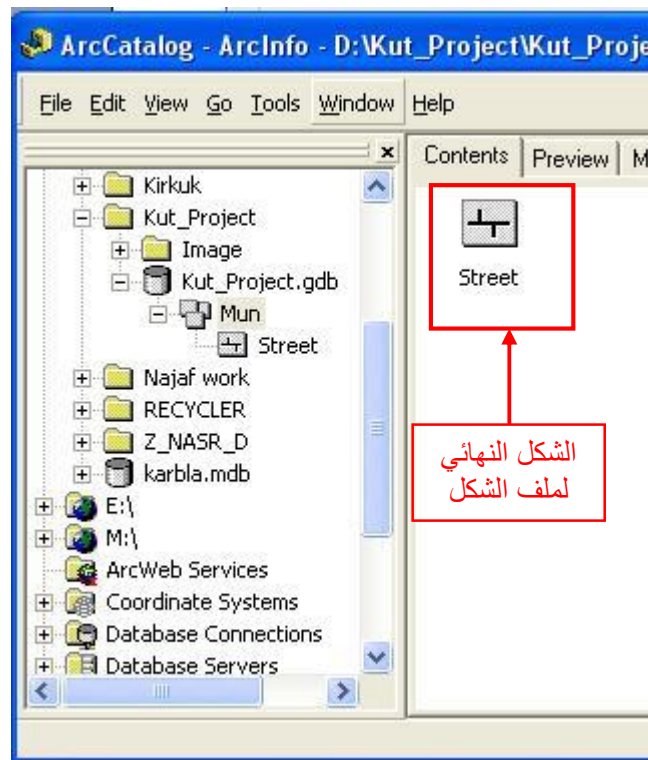 ArcCatalog - ArcInfo - D:\Kut_Project\Kut_Proje
File Edit View Go Tools Window Help
Contents Preview M
Kirkuk
Kut_Project
Image
Kut_Project.gdb
Mun
Street
Najaf work
RECYCLER
Z_NASR_D
karbla.mdb
E:\
M:\
ArcWeb Services
Coordinate Systems
Database Connections
Database Servers
Street
الشكل النهائي
لملف الشكل